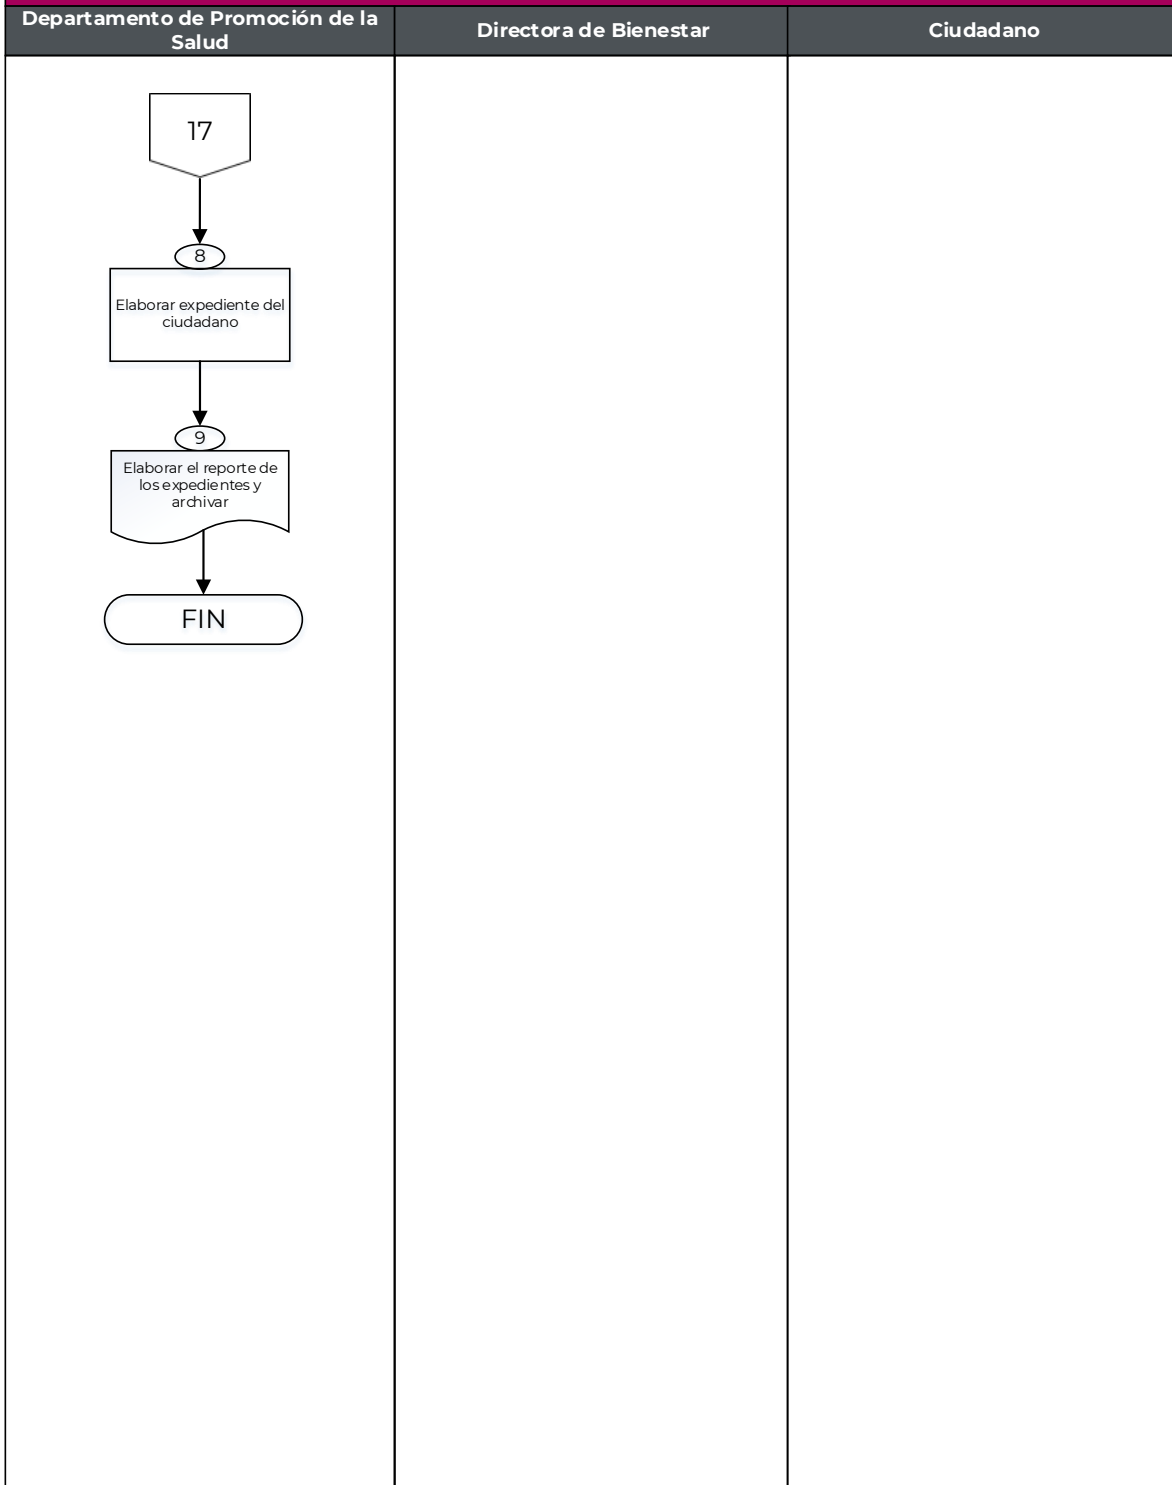 Departamento de Promoción de la
Salud
Directora de Bienestar
Ciudadano
17
8
Elaborar expediente del
ciudadano
9
Elaborar el reporte de
los expedientes y
archivar
FIN